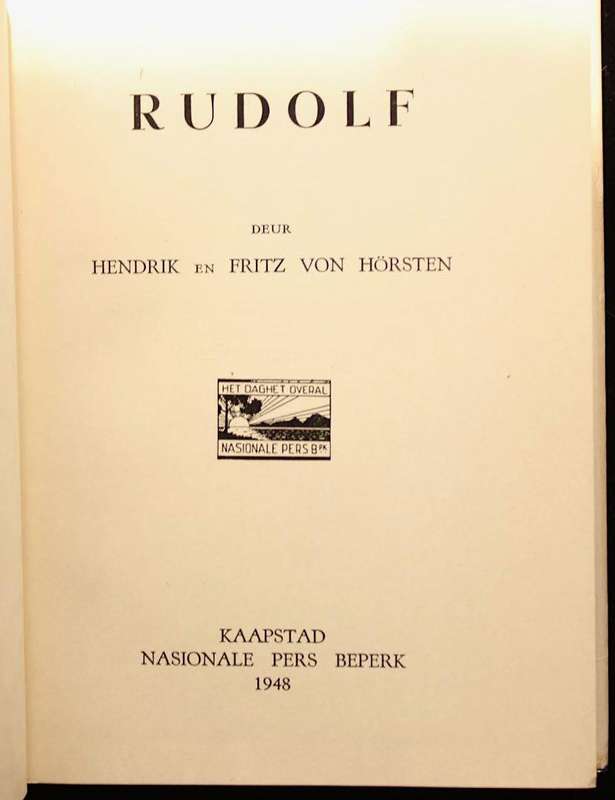 RUDOLF
DEUR
HENDRIK EN FRITZ VON HÖRSTEN
HET DAGHET OVERAL
NASIONALE PERS BPK
KAAPSTAD
NASIONALE PERS BEPERK
1948